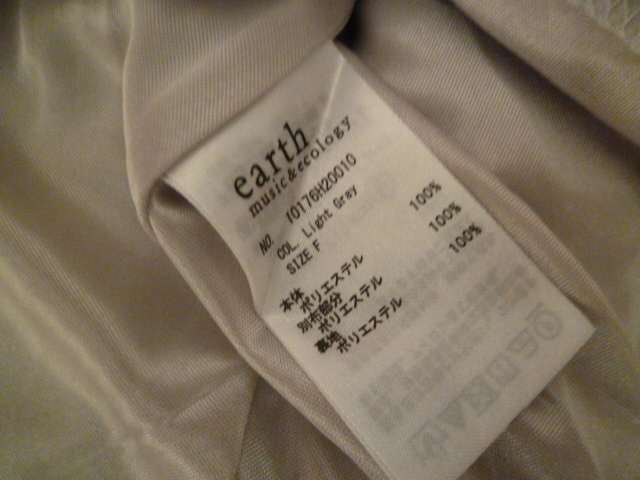 earth
music&ecology
NO. 10176H20010
COL. Light Gray
SIZE F
本体
ポリエステル 100%
別布部分
ポリエステル 100%
裏地
ポリエステル 100%